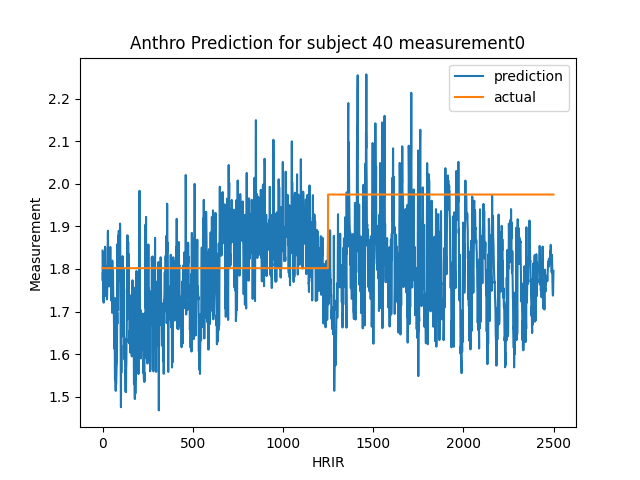 Anthro Prediction for subject 40 measurement0
prediction
actual
Measurement
2.2
2.1
2.0
1.9
1.8
1.7
1.6
1.5
0
500
1000
1500
2000
2500
HRIR